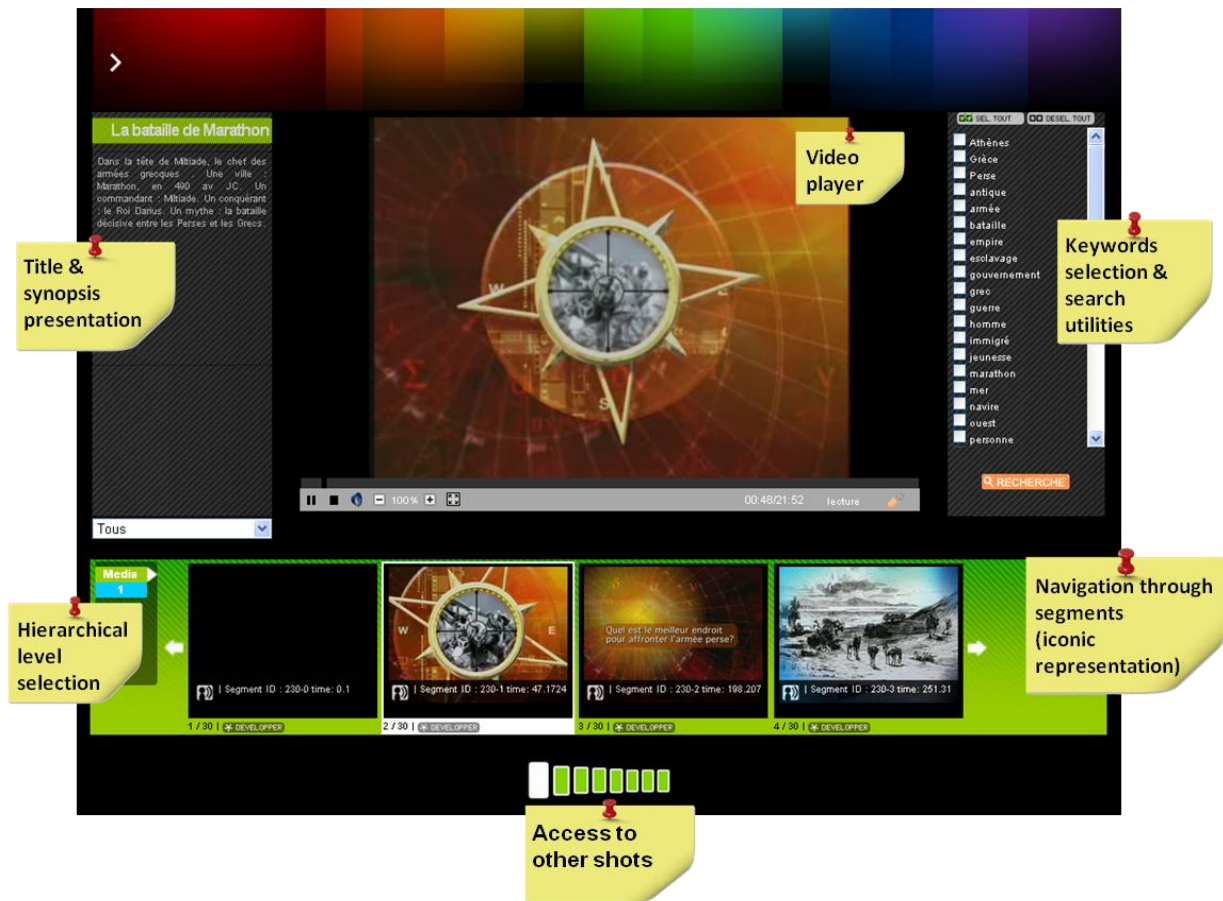 La bataille de Marathon
Dans la tête de Miltiade, le chef des
armées grecques . Une ville :
Marathon, en 490 av JC. Un
commandant : Miltiade. Un conquérant
: le Roi Darius. Un mythe : la bataille
décisive entre les Perses et les Grecs.
Title &
synopsis
presentation
Tous
Video
player
W
E
S
00:48/21:52
lecture
100%
SEL. TOUT
DESEL. TOUT
Athènes
Grèce
Perse
antique
armée
bataille
empire
esclavage
gouvernement
grec
guerre
homme
immigré
jeunesse
marathon
mer
navire
ouest
personne
RECHERCHE
Keywords
selection &
search
utilities
Media
1
Hierarchical
level
selection
| Segment ID : 230-0 time: 0.1
1 / 30 | DEVELOPPER
W
E
| Segment ID : 230-1 time: 47.1724
2 / 30 | DEVELOPPER
Quel est le meilleur endroit
pour affronter l'armée perse?
| Segment ID : 230-2 time: 198.207
3 / 30 | DEVELOPPER
| Segment ID : 230-3 time: 251.31
4 / 30 | DEVELOPPER
Navigation through
segments
(iconic
representation)
Access to
other shots